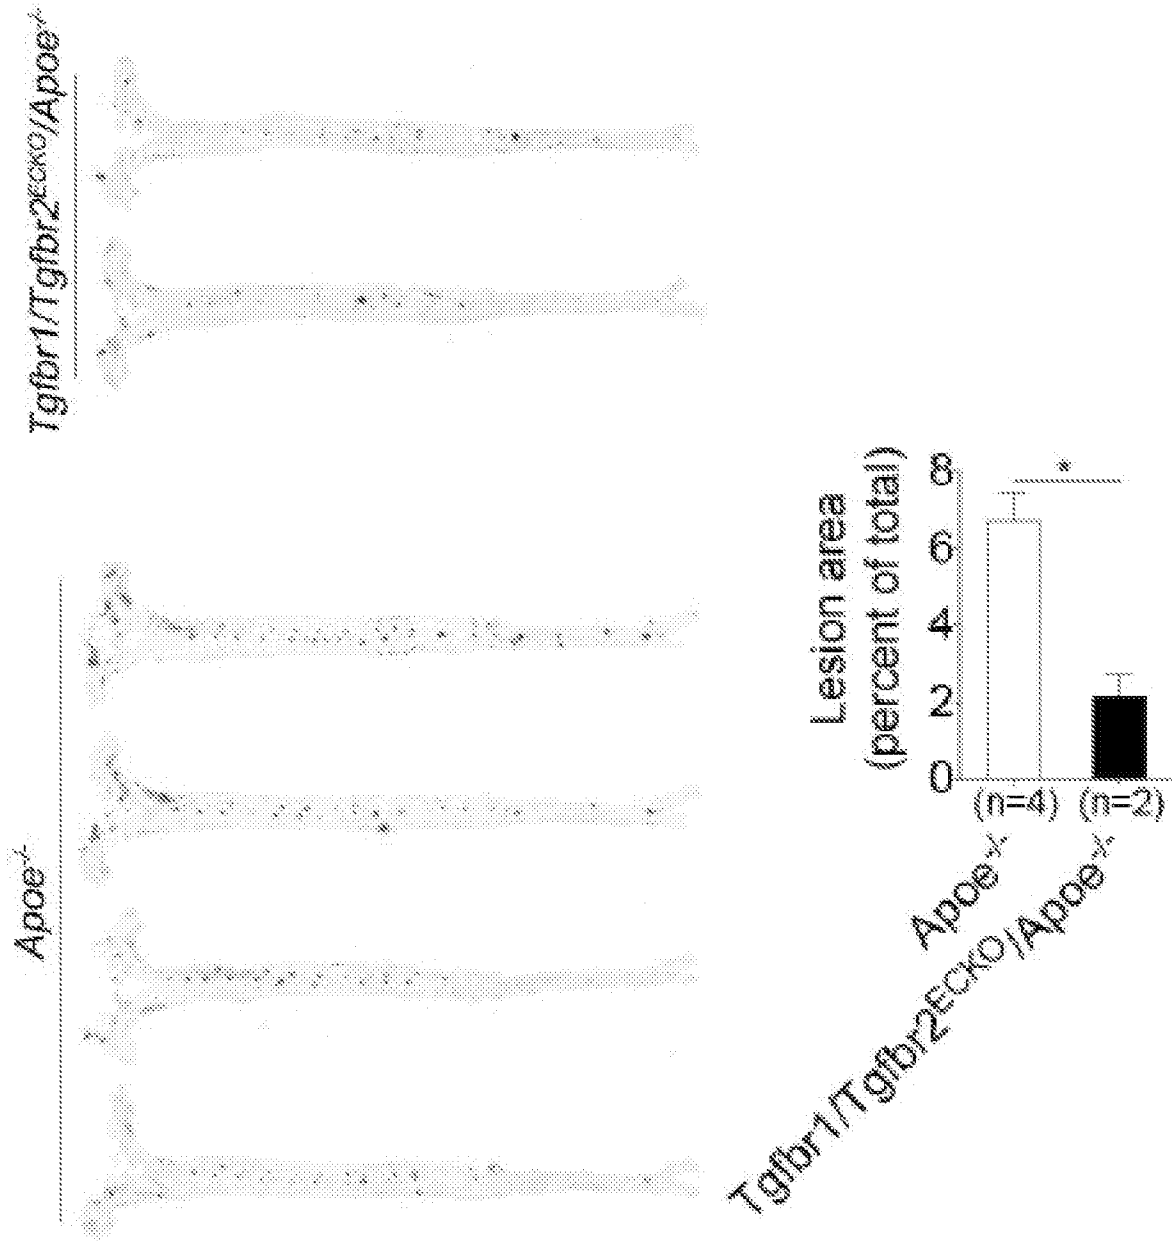 Tgfbr1/Tgfbr2ECKO/Apoe-/-
Apoe-/-
Lesion area
(percent of total)
8
6
4
2
0
*
(n=4)
(n=2)
Apoe-/-
Tgfbr1/Tgfbr2ECKO/Apoe-/-